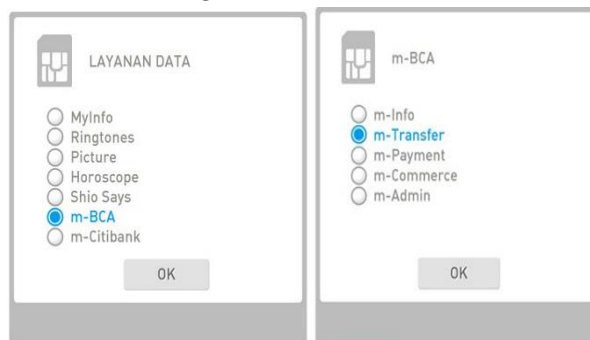 LAYANAN DATA
MyInfo
Ringtones
Picture
Horoscope
Shio Says
m-BCA
m-Citibank
OK
m-BCA
m-Info
m-Transfer
m-Payment
m-Commerce
m-Admin
OK